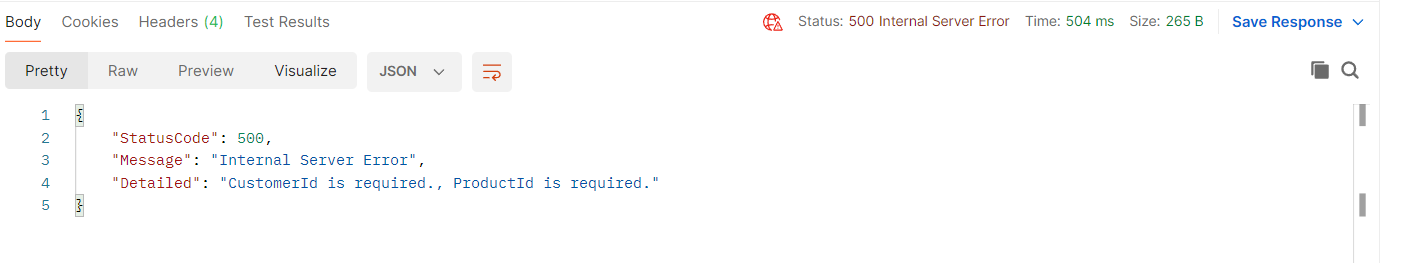 Body Cookies Headers (4) Test Results Status: 500 Internal Server Error Time: 504 ms Size: 265 B Save Response
Pretty Raw Preview Visualize JSON
1 {
2 "StatusCode": 500,
3 "Message": "Internal Server Error",
4 "Detailed": "CustomerId is required., ProductId is required."
5 }